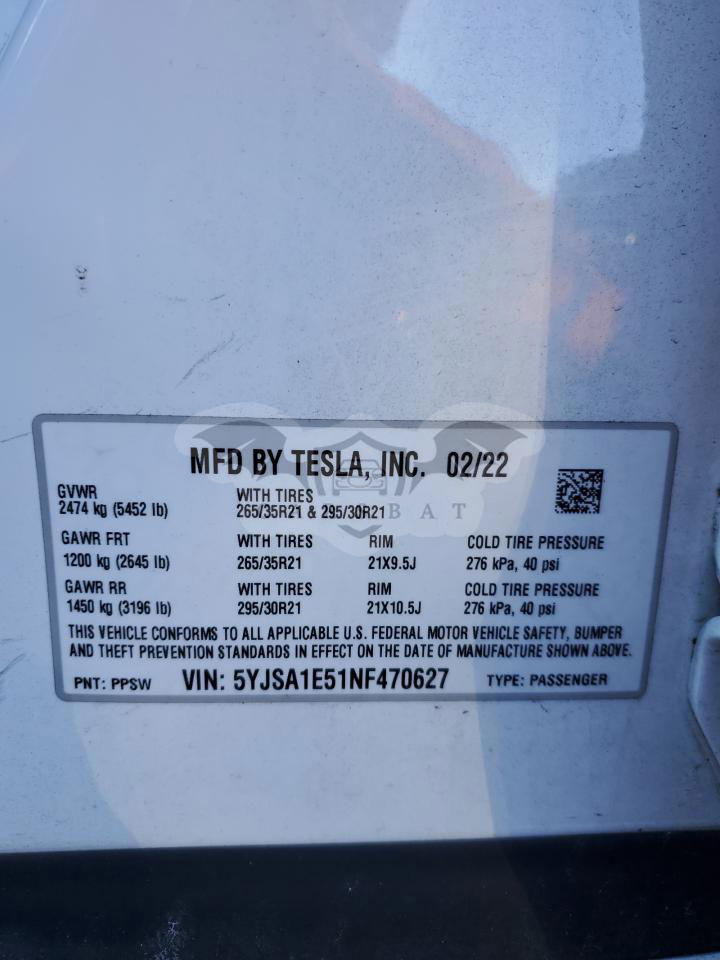 MFD BY TESLA, INC. 02/22
GVWR WITH TIRES
2474 kg (5452 lb) 265/35R21 & 295/30R21
BAT
GAWR FRT WITH TIRES RIM COLD TIRE PRESSURE
1200 kg (2645 lb) 265/35R21 21X9.5J 276 kPa, 40 psi
GAWR RR WITH TIRES RIM COLD TIRE PRESSURE
1450 kg (3196 lb) 295/30R21 21X10.5J 276 kPa, 40 psi
THIS VEHICLE CONFORMS TO ALL APPLICABLE U.S. FEDERAL MOTOR VEHICLE SAFETY, BUMPER
AND THEFT PREVENTION STANDARDS IN EFFECT ON THE DATE OF MANUFACTURE SHOWN ABOVE.
PNT: PPSW VIN: 5YJSA1E51NF470627 TYPE: PASSENGER